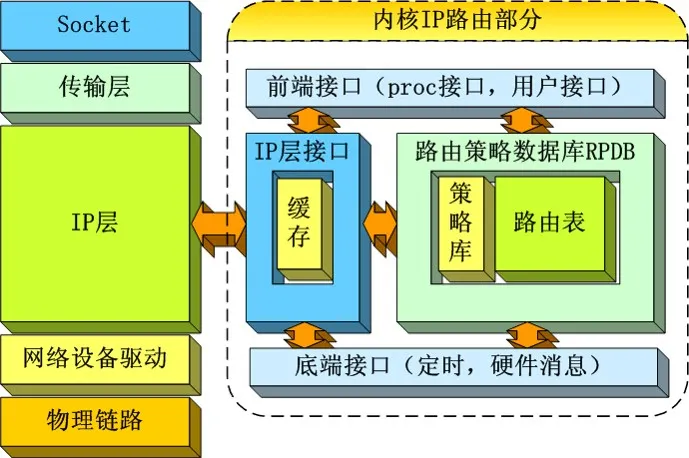 Socket
传输层
IP层
网络设备驱动
物理链路
内核IP路由部分
前端接口（proc接口，用户接口）
IP层接口
缓存
路由策略数据库RPDB
策略库
路由表
底端接口（定时，硬件消息）